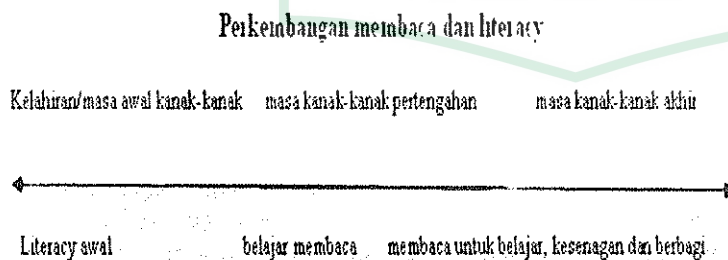 Perkembangan membaca dan literacy
Kelahiran/masa awal kanak-kanak masa kanak-kanak pertengahan masa kanak-kanak akhir
Literacy awal belajar membaca membaca untuk belajar, kesenagan dan berbagi